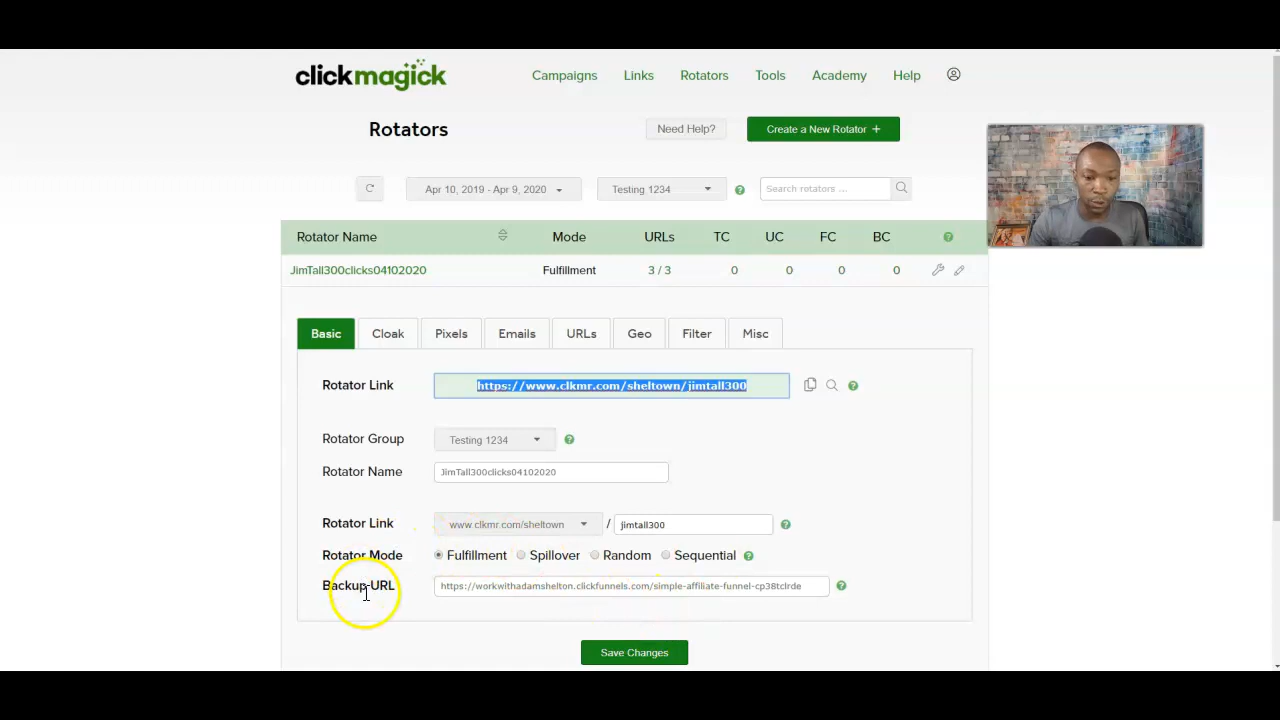 clickmagick
Campaigns Links Rotators Tools Academy Help
Rotators
Need Help?
Create a New Rotator +
Apr 10, 2019 - Apr 9, 2020
Testing 1234
?
Search rotators ...
Rotator Name Mode URLs TC UC FC BC ?
JimTall300clicks04102020 Fulfillment 3 / 3 0 0 0 0
Basic Cloak Pixels Emails URLs Geo Filter Misc
Rotator Link https://www.clkmr.com/sheltown/jimtall300 ?
Rotator Group Testing 1234 ?
Rotator Name JimTall300clicks04102020
Rotator Link www.clkmr.com/sheltown / jimtall300 ?
Rotator Mode Fulfillment Spillover Random Sequential ?
Backup URL https://workwithadamshelton.clickfunnels.com/simple-affiliate-funnel-cp38tclrde ?
Save Changes